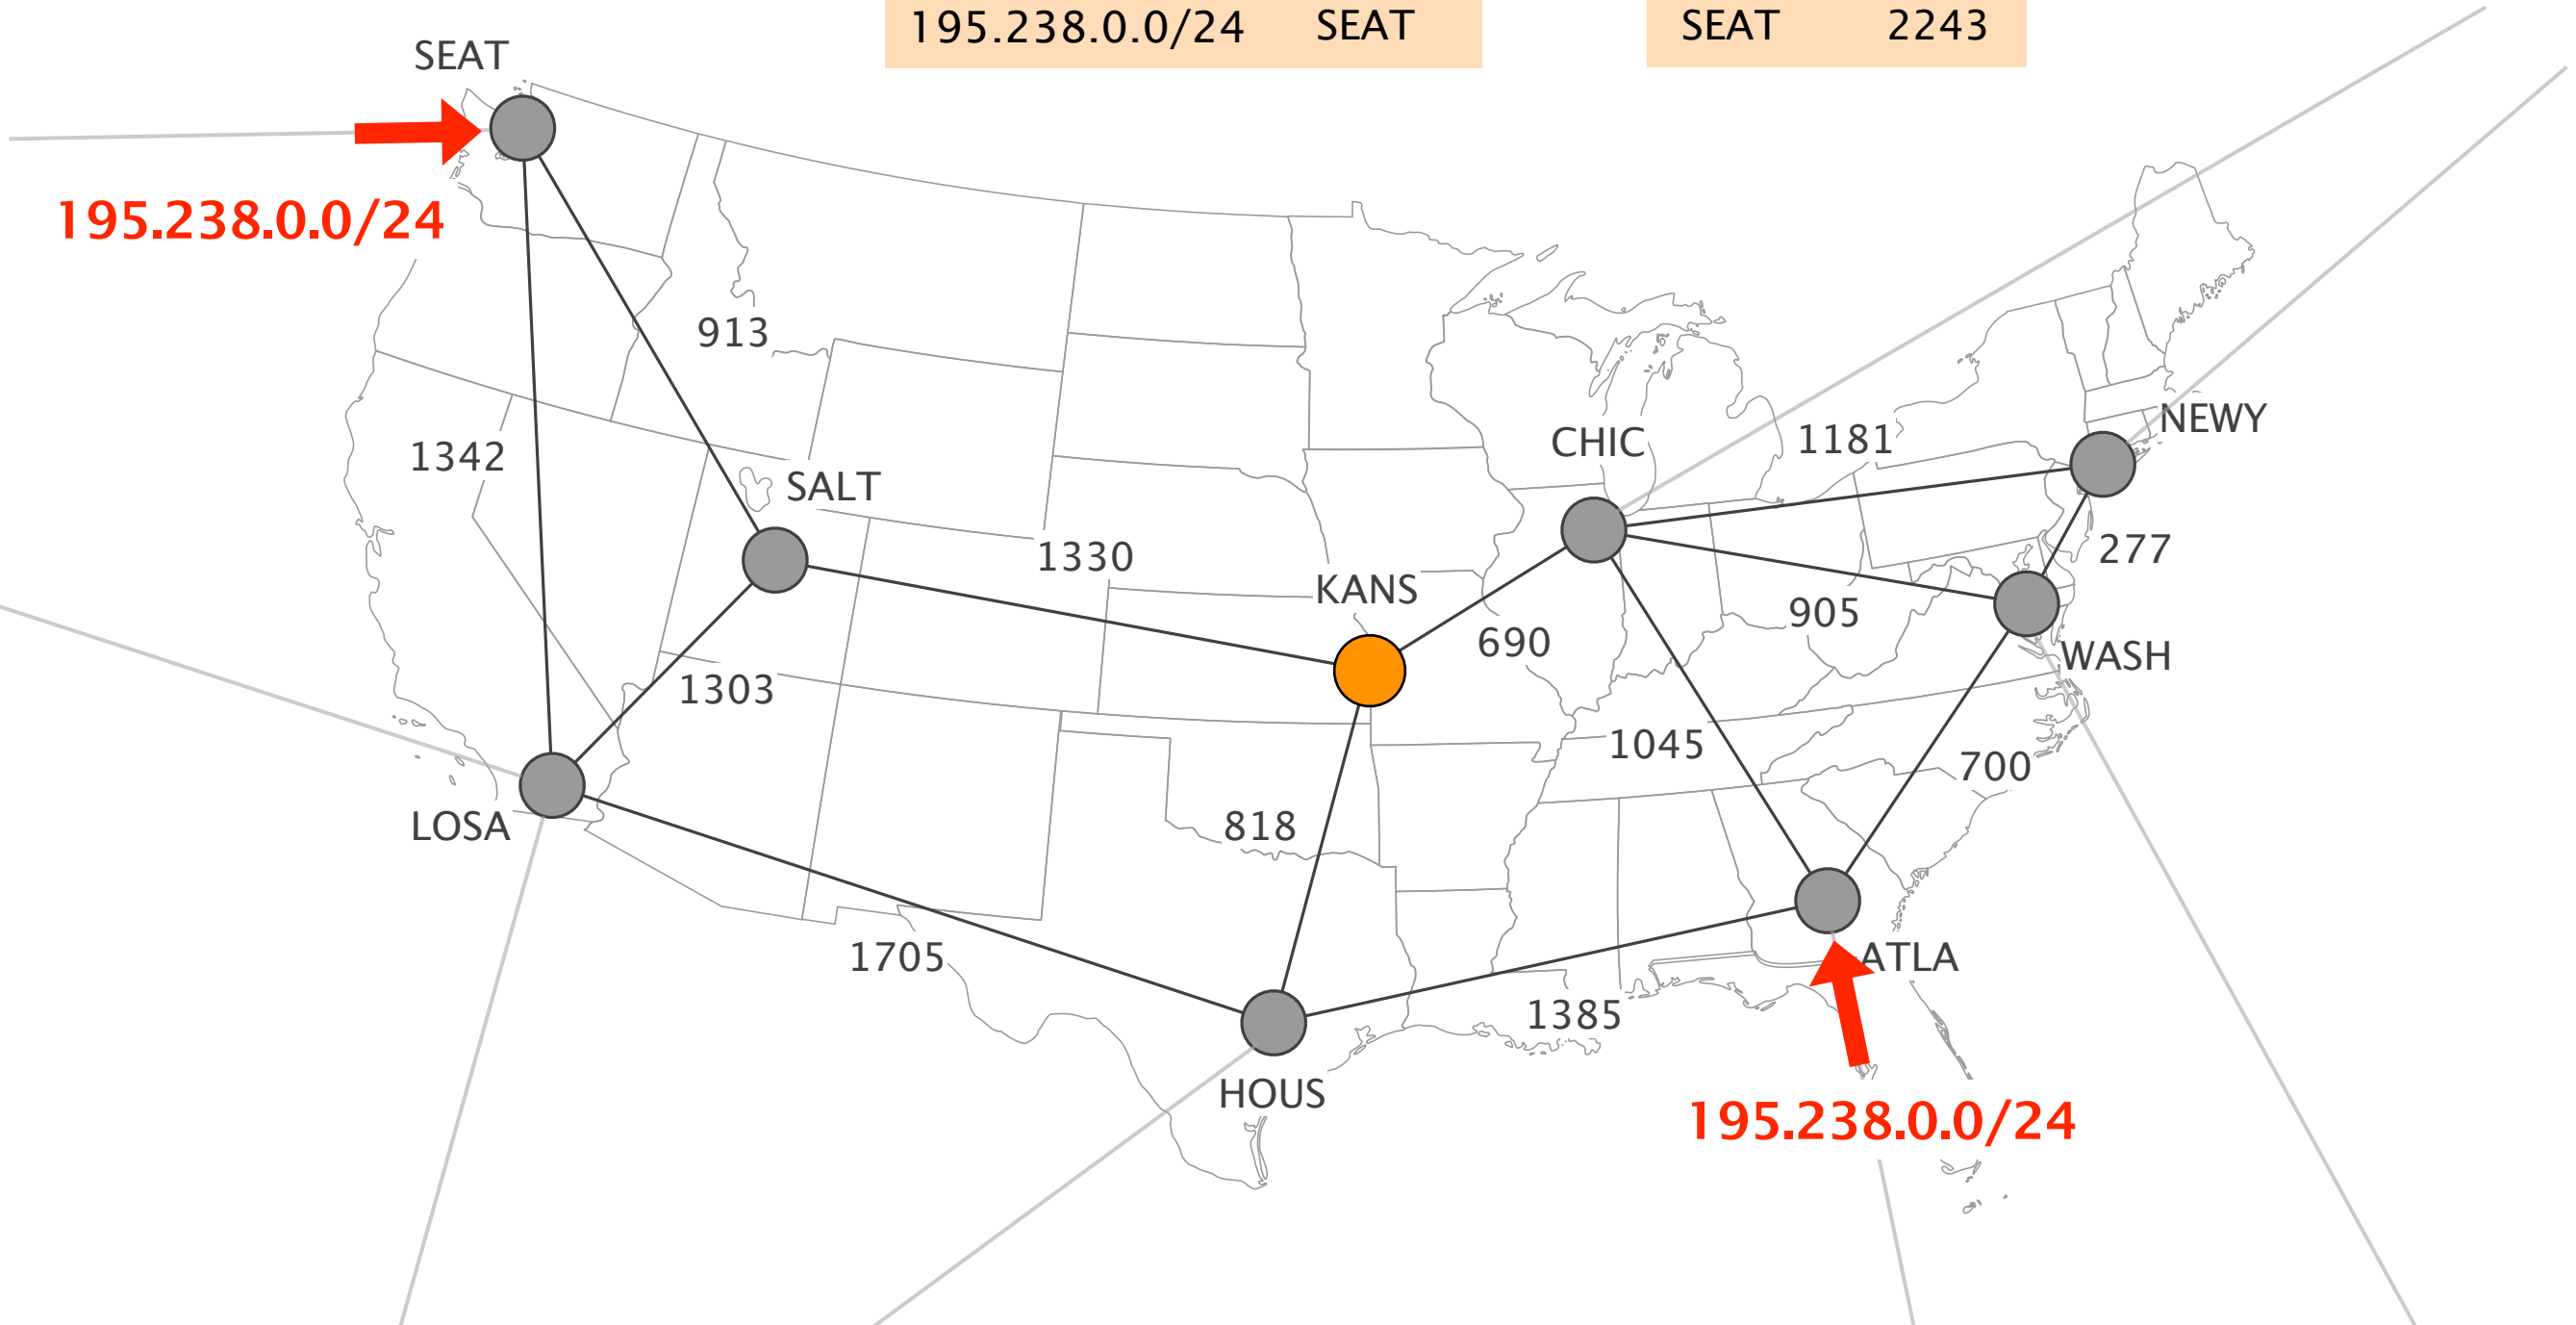 195.238.0.0/24 SEAT
SEAT 2243
SEAT
195.238.0.0/24
913
1342
SALT
1330
KANS
CHIC
1181
NEWY
277
905
690
WASH
1303
1045
700
LOSA
818
1705
ATLA
1385
HOUS
195.238.0.0/24